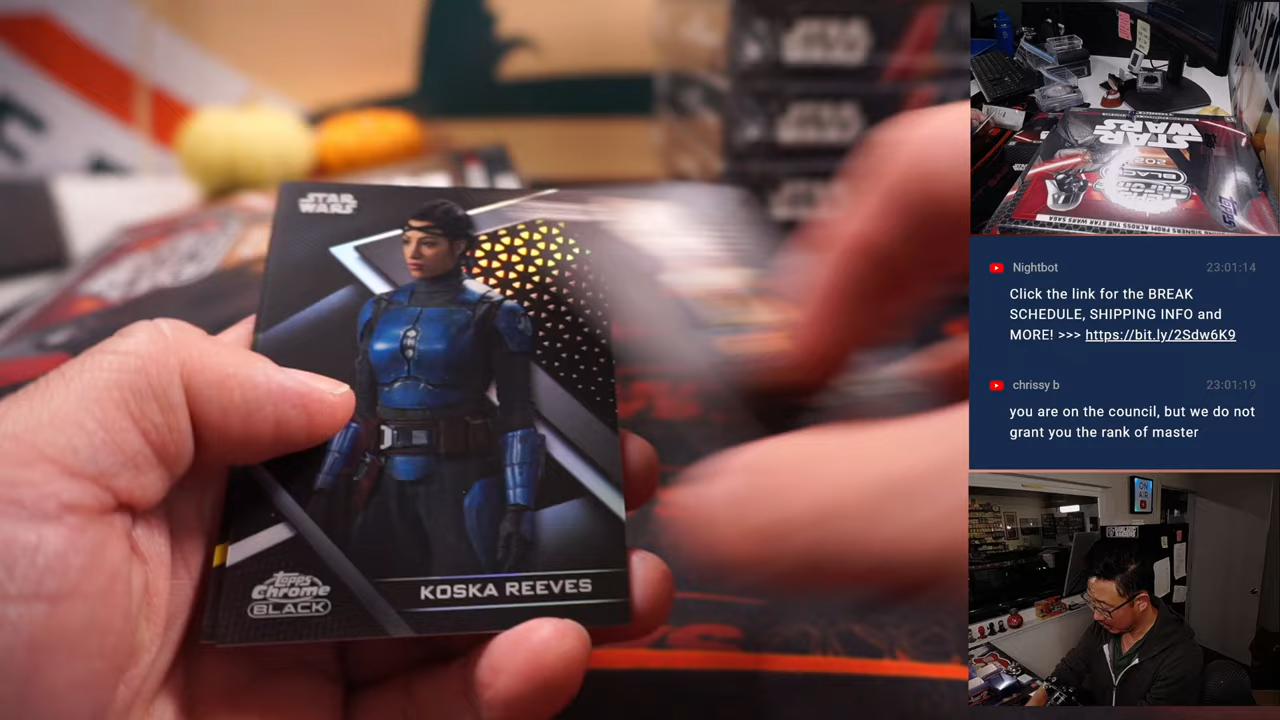 STAR
WARS
Topps
Chrome
BLACK
KOSKA REEVES
STAR
WARS
Nightbot
23:01:14
Click the link for the BREAK
SCHEDULE, SHIPPING INFO and
MORE! >>> https://bit.ly/2Sdw6K9
chrissy b
23:01:19
you are on the council, but we do not
grant you the rank of master
ON
AIR